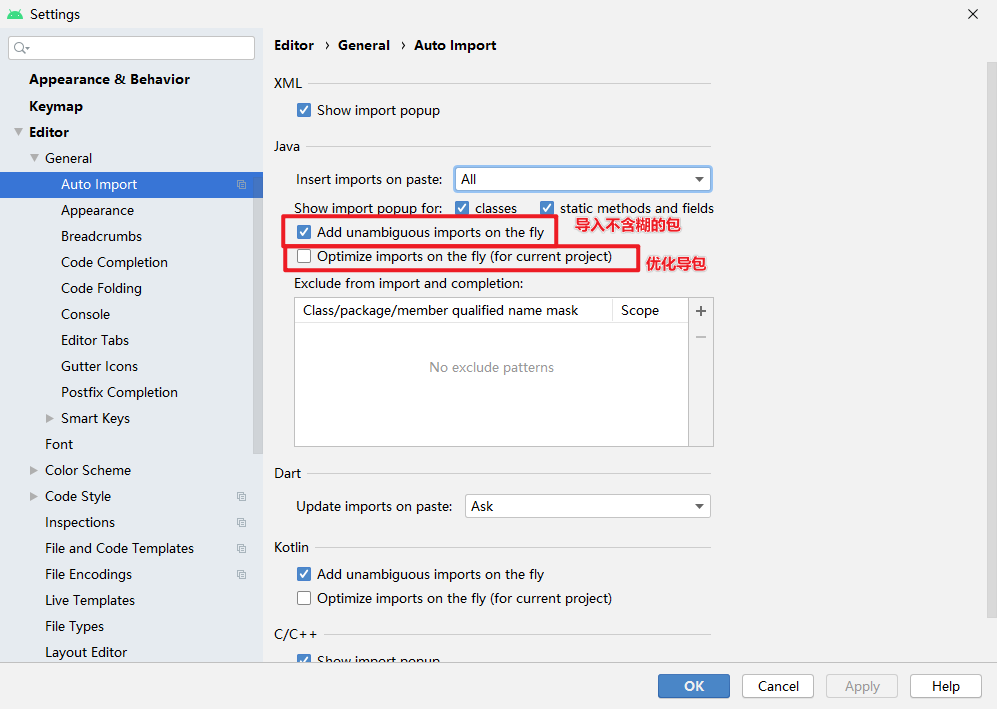 Settings
Editor › General › Auto Import
Appearance & Behavior
Keymap
Editor
General
Auto Import
Appearance
Breadcrumbs
Code Completion
Code Folding
Console
Editor Tabs
Gutter Icons
Postfix Completion
Smart Keys
Font
Color Scheme
Code Style
Inspections
File and Code Templates
File Encodings
Live Templates
File Types
Layout Editor
XML
Show import popup
Java
Insert imports on paste: All
Show import popup for: classes static methods and fields
Add unambiguous imports on the fly 导入不含糊的包
Optimize imports on the fly (for current project) 优化导包
Exclude from import and completion:
Class/package/member qualified name mask Scope
No exclude patterns
Dart
Update imports on paste: Ask
Kotlin
Add unambiguous imports on the fly
Optimize imports on the fly (for current project)
C/C++
Show import popup
OK Cancel Apply Help